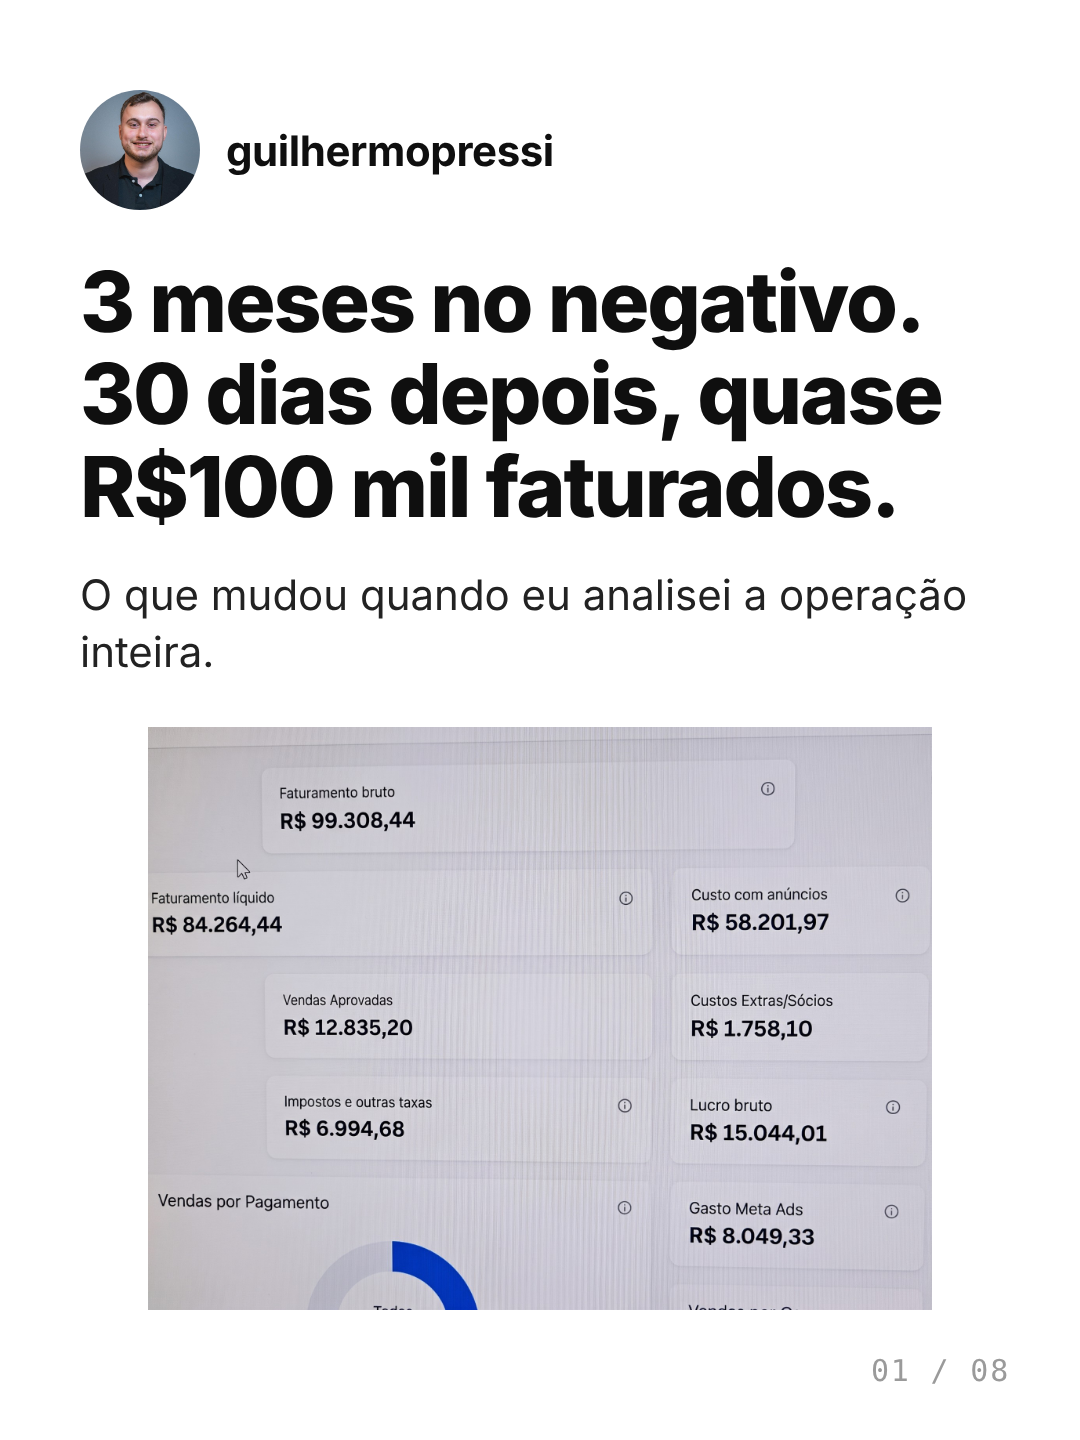 guilhermopressi
3 meses no negativo.
30 dias depois, quase
R$100 mil faturados.
O que mudou quando eu analisei a operação
inteira.
Faturamento bruto
R$ 99.308,44
Faturamento líquido
R$ 84.264,44
Custo com anúncios
R$ 58.201,97
Vendas Aprovadas
R$ 12.835,20
Custos Extras/Sócios
R$ 1.758,10
Impostos e outras taxas
R$ 6.994,68
Lucro bruto
R$ 15.044,01
Vendas por Pagamento
Gasto Meta Ads
R$ 8.049,33
01 / 08